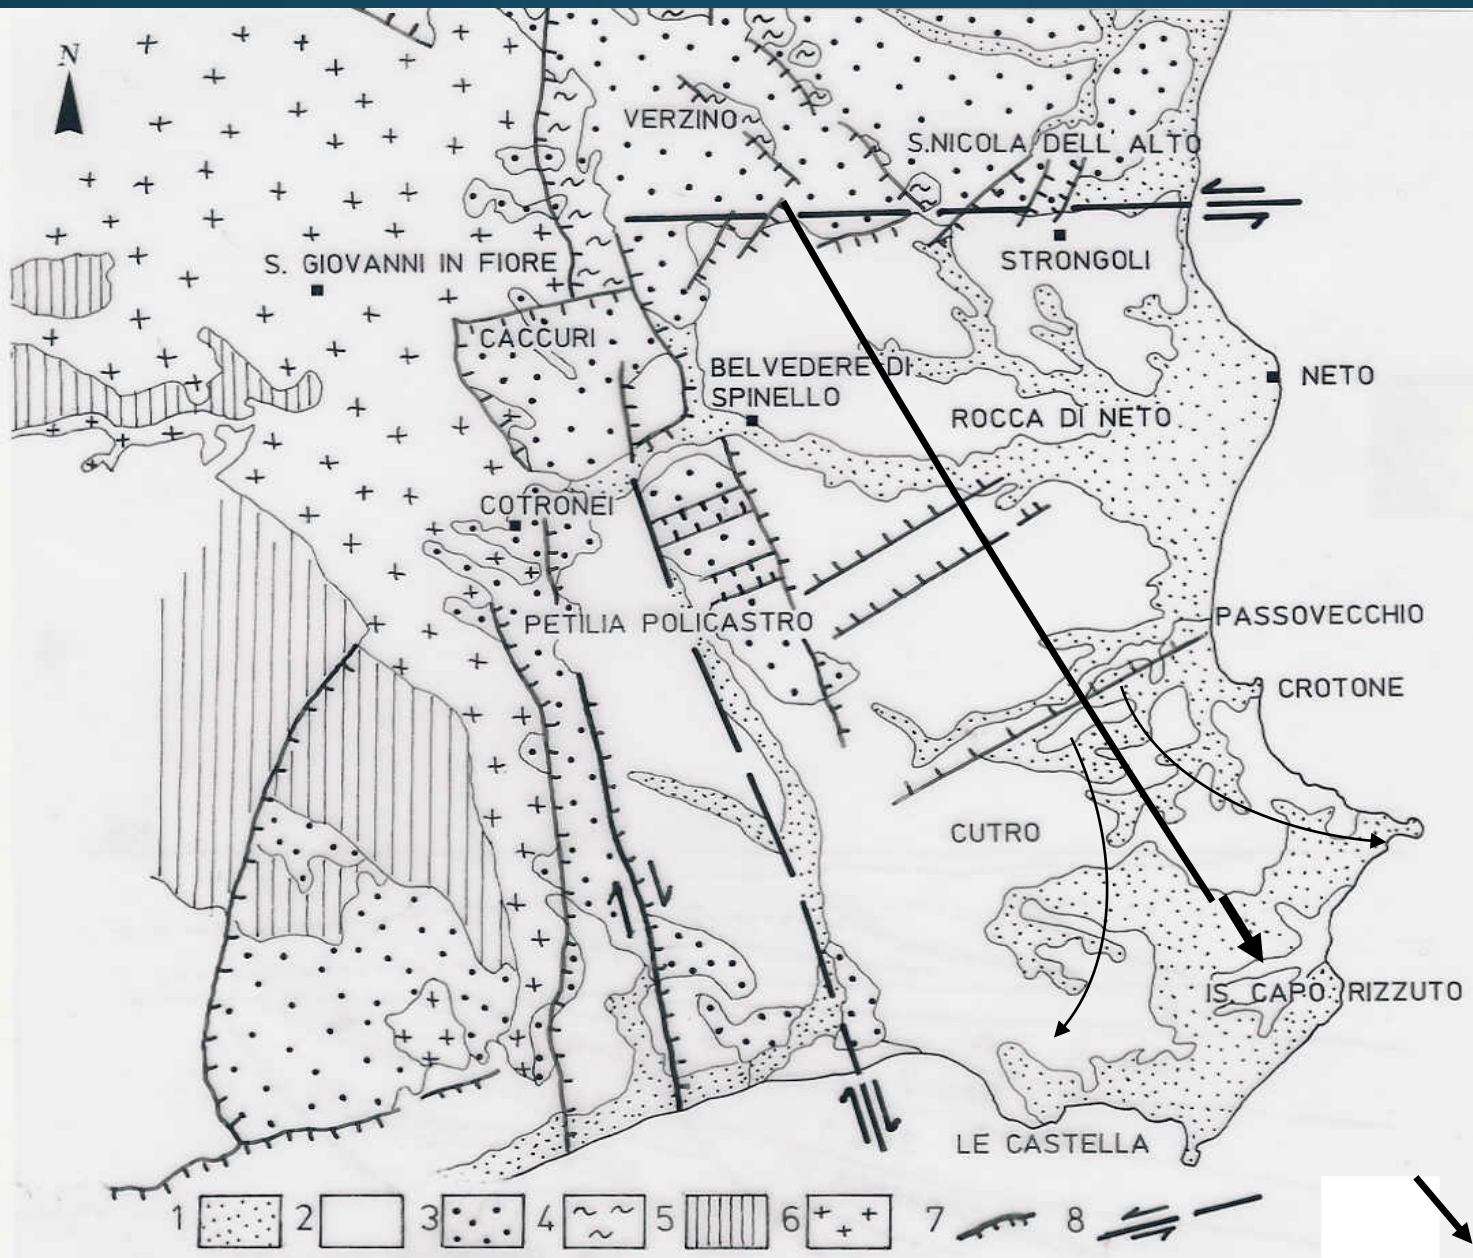 N
VERZINO
S.NICOLA DELL' ALTO
S. GIOVANNI IN FIORE
STRONGOLI
CACCURI
BELVEDERE DI
SPINELLO
NETO
ROCCA DI NETO
COTRONEI
PETILIA POLICASTRO
PASSOVECCHIO
CROTONE
CUTRO
IS. CAPO RIZZUTO
LE CASTELLA
1 2 3 4 5 6 7 8